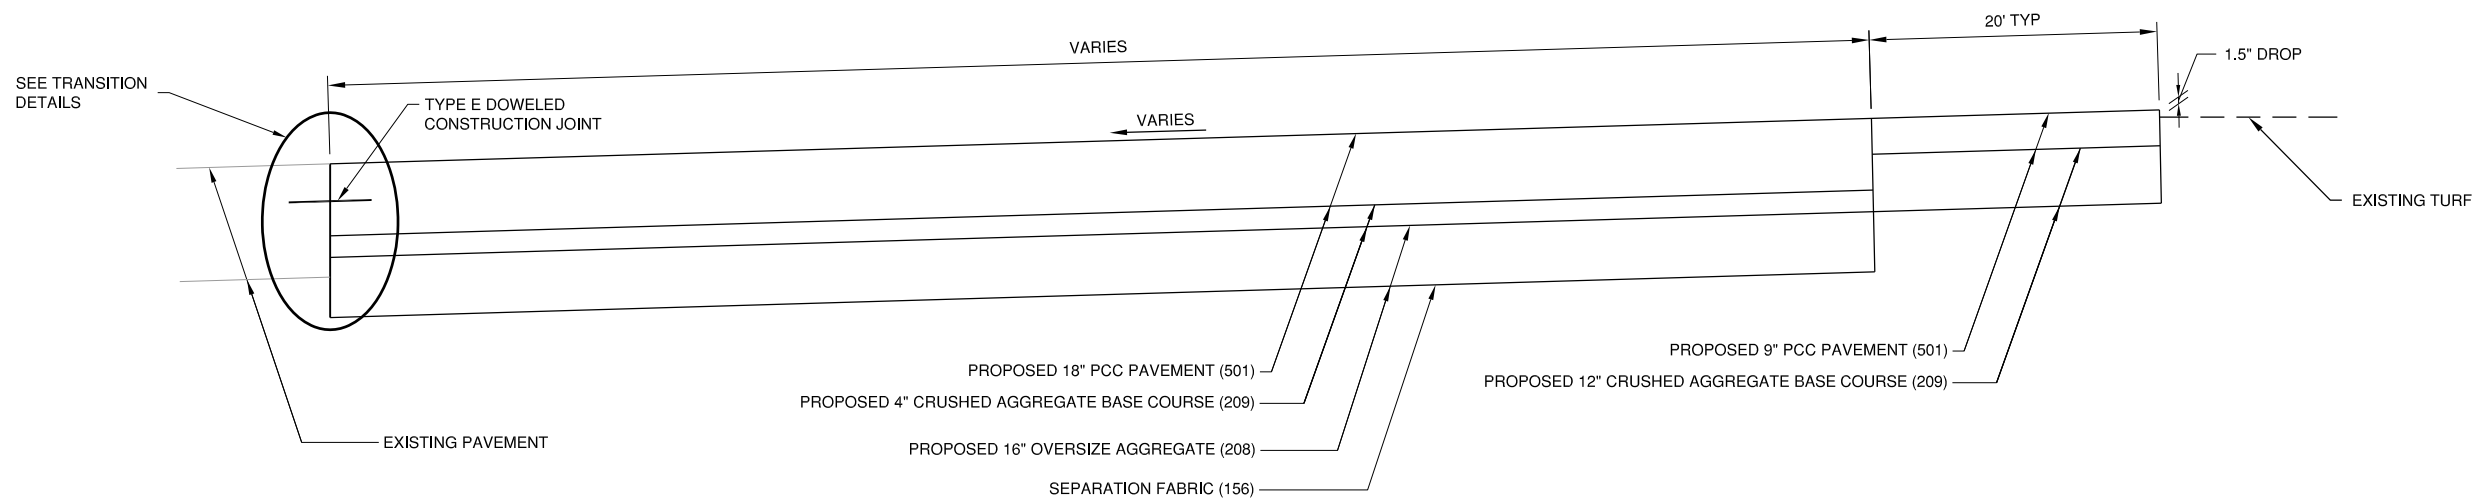 20' TYP
VARIES
1.5" DROP
SEE TRANSITION
DETAILS
TYPE E DOWELED
CONSTRUCTION JOINT
VARIES
EXISTING TURF
PROPOSED 9" PCC PAVEMENT (501)
PROPOSED 18" PCC PAVEMENT (501)
PROPOSED 12" CRUSHED AGGREGATE BASE COURSE (209)
PROPOSED 4" CRUSHED AGGREGATE BASE COURSE (209)
EXISTING PAVEMENT
PROPOSED 16" OVERSIZE AGGREGATE (208)
SEPARATION FABRIC (156)